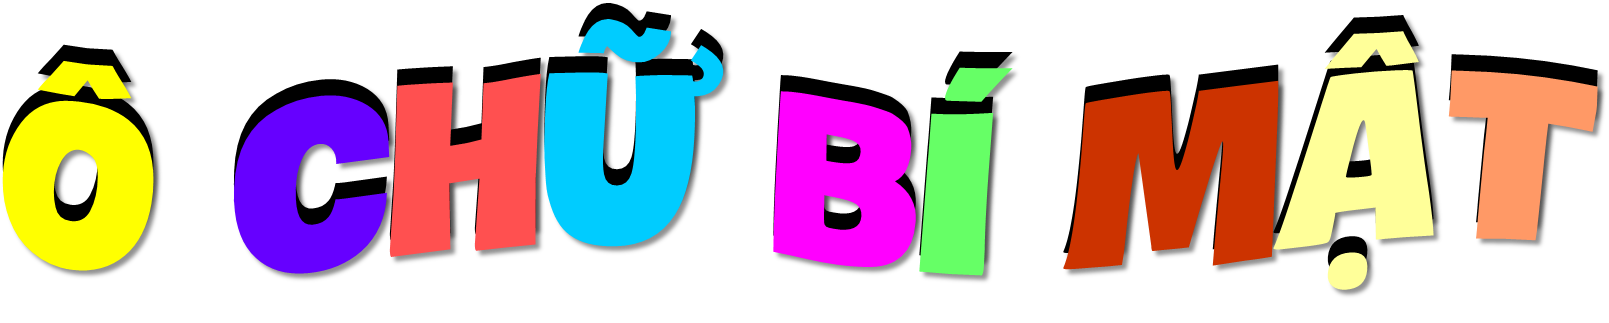 Ô CHỮ BÍ MẬT